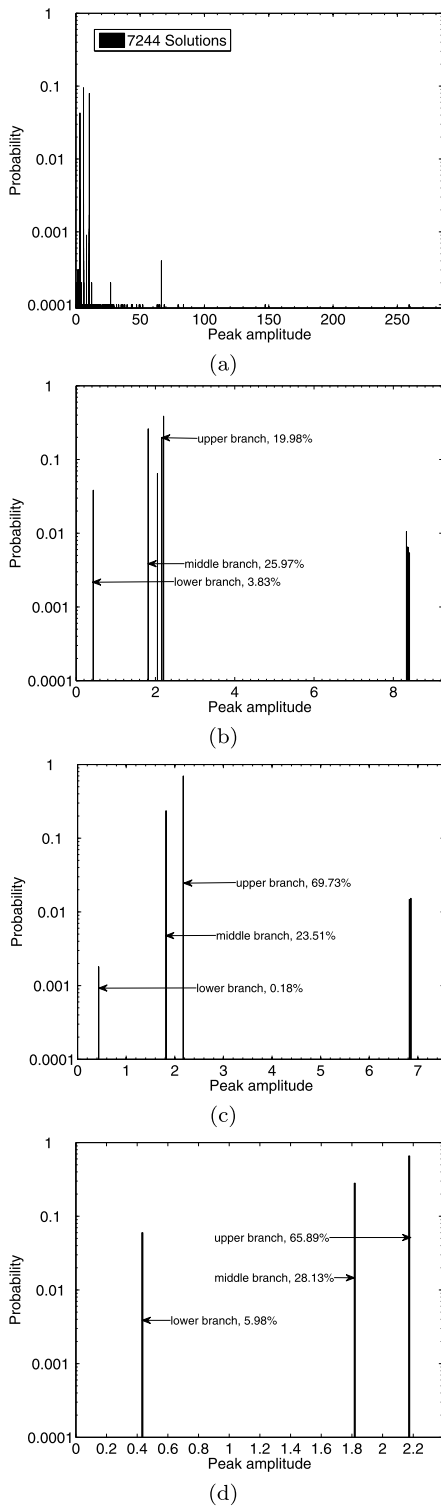 1
0.1
0.01
0.001
0.0001
Probability
7244 Solutions
0 50 100 150 200 250
Peak amplitude
(a)
1
0.1
0.01
0.001
0.0001
Probability
upper branch, 19.98%
middle branch, 25.97%
lower branch, 3.83%
0 2 4 6 8
Peak amplitude
(b)
1
0.1
0.01
0.001
0.0001
Probability
upper branch, 69.73%
middle branch, 23.51%
lower branch, 0.18%
0 1 2 3 4 5 6 7
Peak amplitude
(c)
1
0.1
0.01
0.001
0.0001
Probability
upper branch, 65.89%
middle branch, 28.13%
lower branch, 5.98%
0 0.2 0.4 0.6 0.8 1 1.2 1.4 1.6 1.8 2 2.2
Peak amplitude
(d)